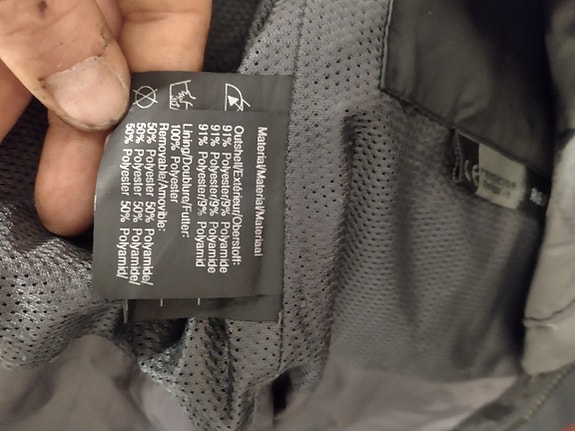 Material/Material/Materiaal
Outshell/Extérieur/Oberstoff:
91% Polyester/9% Polyamide
91% Polyester/9% Polyamide
91% Polyester/9% Polyamid
Lining/Doublure/Futter:
100% Polyester
Removable/Amovible:
50% Polyester 50% Polyamide/
50% Polyester 50% Polyamide/
50% Polyester 50% Polyamid/
CE